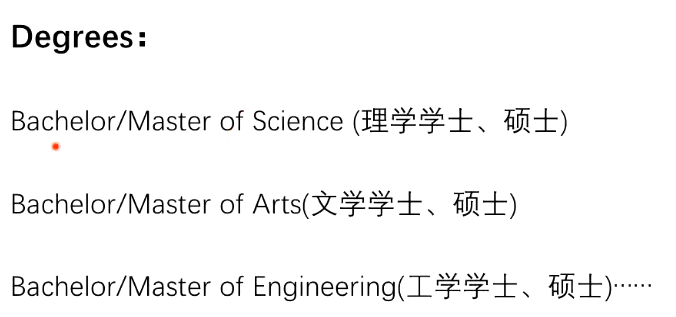 Degrees：
Bachelor/Master of Science (理学学士、硕士)
Bachelor/Master of Arts(文学学士、硕士)
Bachelor/Master of Engineering(工学学士、硕士)……